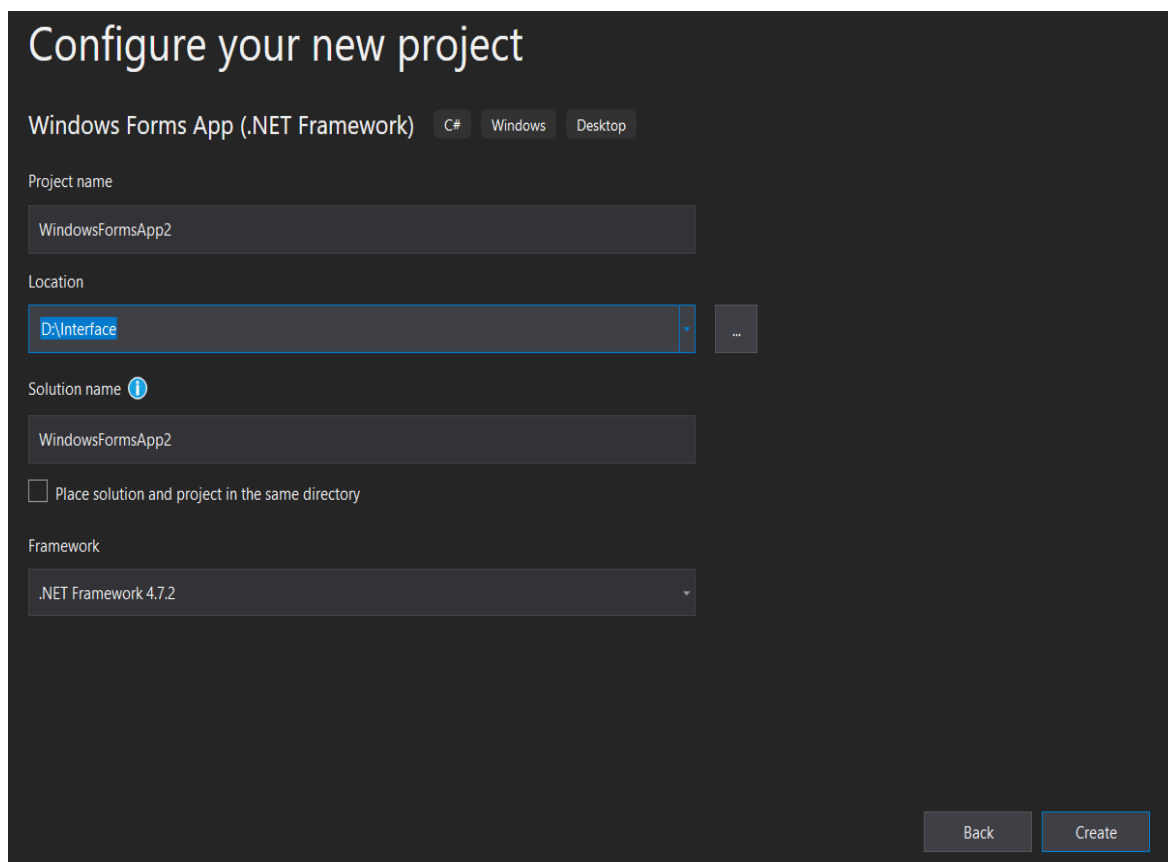 Configure your new project
Windows Forms App (.NET Framework) C# Windows Desktop
Project name
WindowsFormsApp2
Location
D:\Interface
...
Solution name
WindowsFormsApp2
Place solution and project in the same directory
Framework
.NET Framework 4.7.2
Back Create